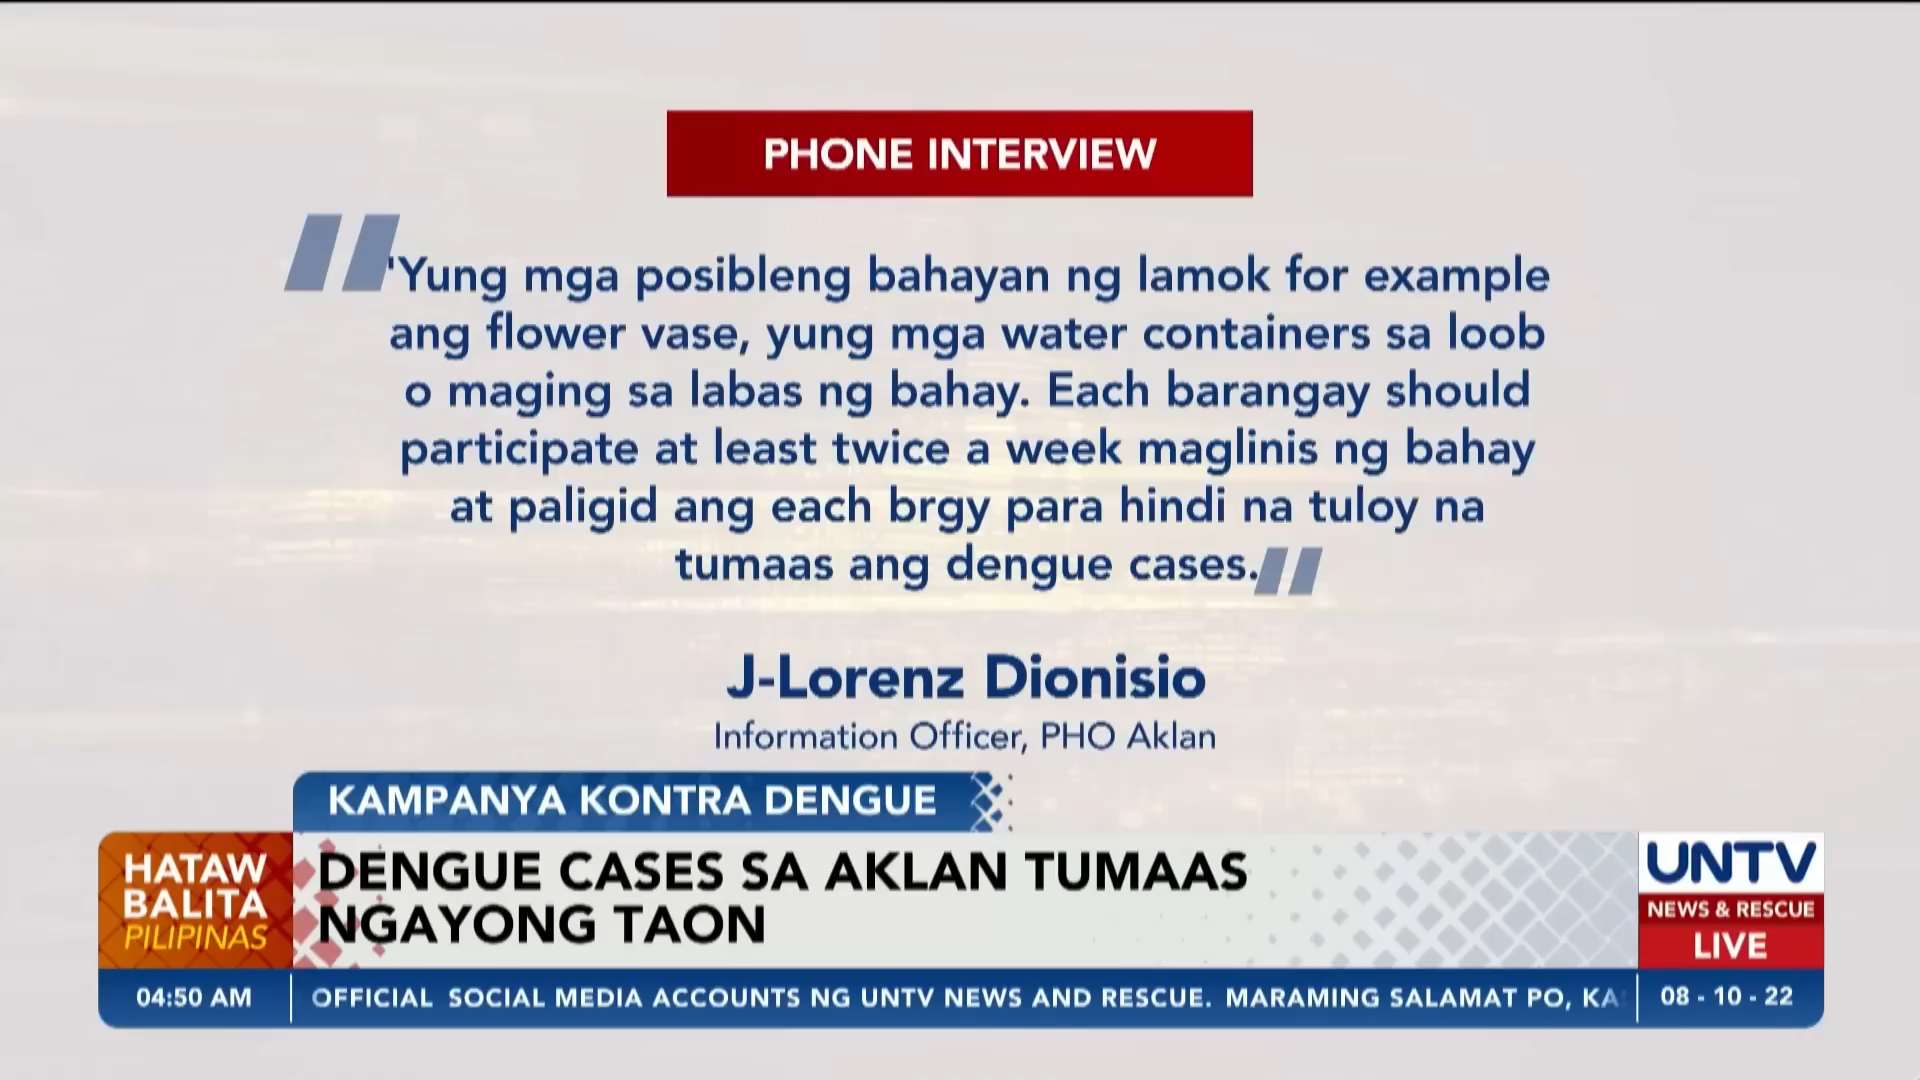 PHONE INTERVIEW
'Yung mga posibleng bahayan ng lamok for example
ang flower vase, yung mga water containers sa loob
o maging sa labas ng bahay. Each barangay should
participate at least twice a week maglinis ng bahay
at paligid ang each brgy para hindi na tuloy na
tumaas ang dengue cases."
J-Lorenz Dionisio
Information Officer, PHO Aklan
KAMPANYA KONTRA DENGUE
HATAW
BALITA
PILIPINAS
DENGUE CASES SA AKLAN TUMAAS
NGAYONG TAON
UNTV
NEWS & RESCUE
LIVE
04:50 AM
OFFICIAL SOCIAL MEDIA ACCOUNTS NG UNTV NEWS AND RESCUE. MARAMING SALAMAT PO, KA
08 - 10 - 22